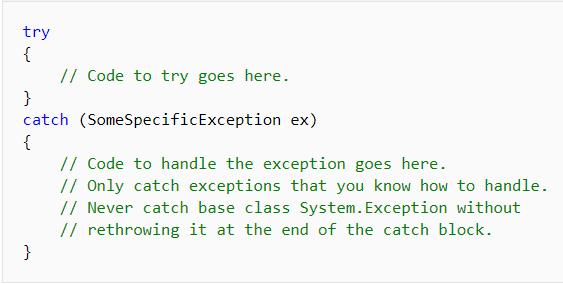 try
{
    // Code to try goes here.
}
catch (SomeSpecificException ex)
{
    // Code to handle the exception goes here.
    // Only catch exceptions that you know how to handle.
    // Never catch base class System.Exception without
    // rethrowing it at the end of the catch block.
}